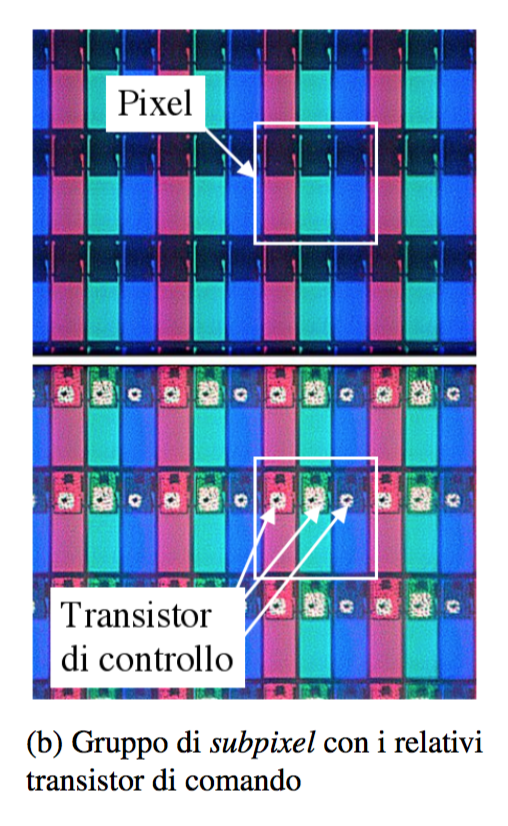 Pixel
Transistor
di controllo
(b) Gruppo di subpixel con i relativi
transistor di comando